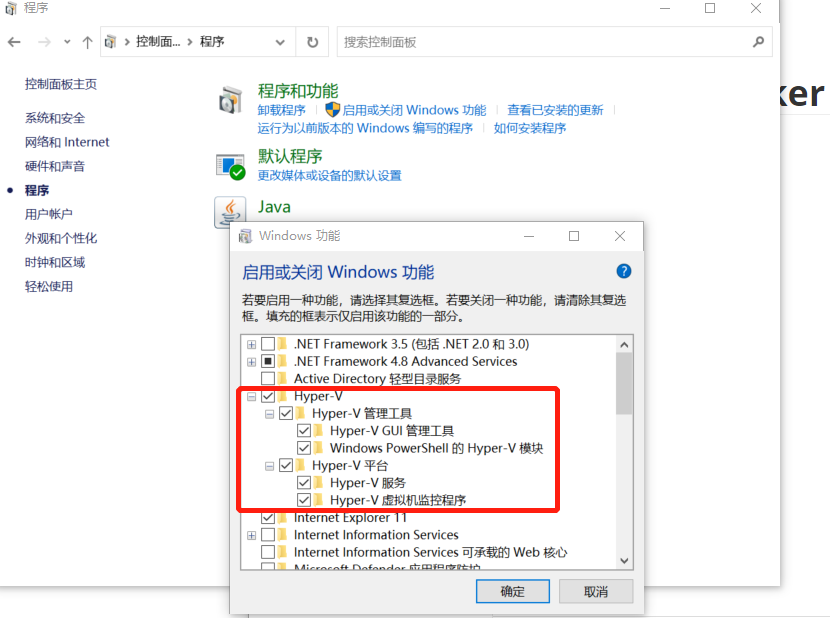 程序
控制面... 程序
搜索控制面板
控制面板主页
系统和安全
网络和 Internet
硬件和声音
程序
用户帐户
外观和个性化
时钟和区域
轻松使用
程序和功能
卸载程序 启用或关闭 Windows 功能 查看已安装的更新
运行为以前版本的 Windows 编写的程序 如何安装程序
默认程序
更改媒体或设备的默认设置
Java
ker
Windows 功能
启用或关闭 Windows 功能
若要启用一种功能，请选择其复选框。若要关闭一种功能，请清除其复选
框。填充的框表示仅启用该功能的一部分。
.NET Framework 3.5 (包括 .NET 2.0 和 3.0)
.NET Framework 4.8 Advanced Services
Active Directory 轻型目录服务
Hyper-V
Hyper-V 管理工具
Hyper-V GUI 管理工具
Windows PowerShell 的 Hyper-V 模块
Hyper-V 平台
Hyper-V 服务
Hyper-V 虚拟机监控程序
Internet Explorer 11
Internet Information Services
Internet Information Services 可承载的 Web 核心
Microsoft Defender 应用程序防护
确定 取消